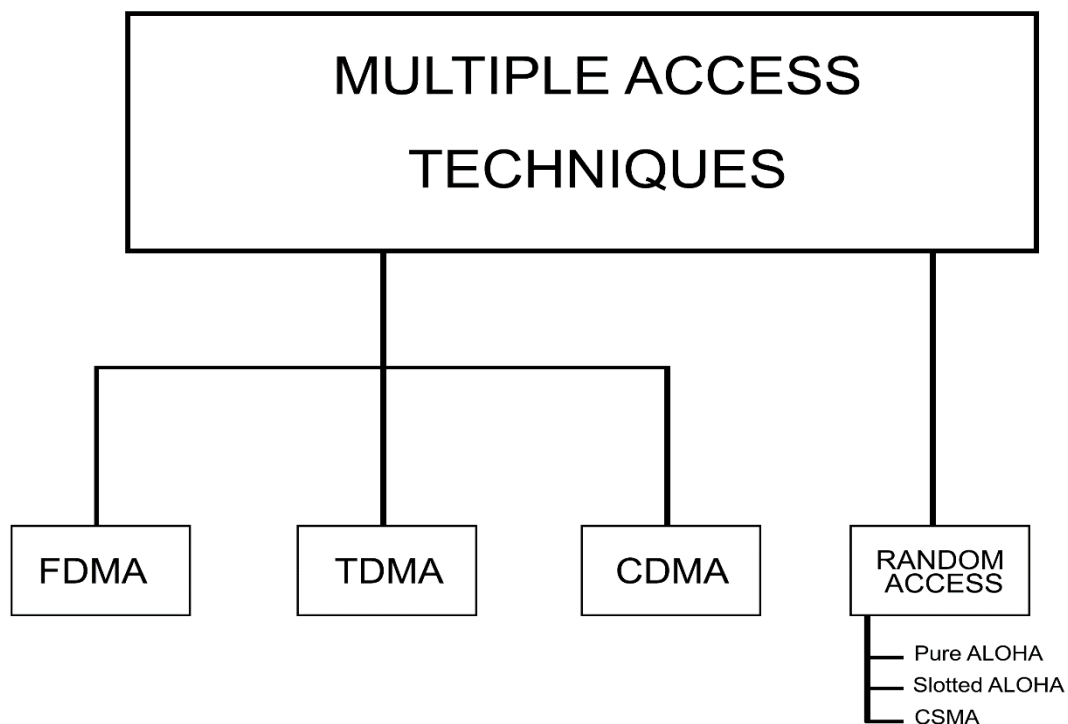 MULTIPLE ACCESS
TECHNIQUES
FDMA
TDMA
CDMA
RANDOM
ACCESS
Pure ALOHA
Slotted ALOHA
CSMA